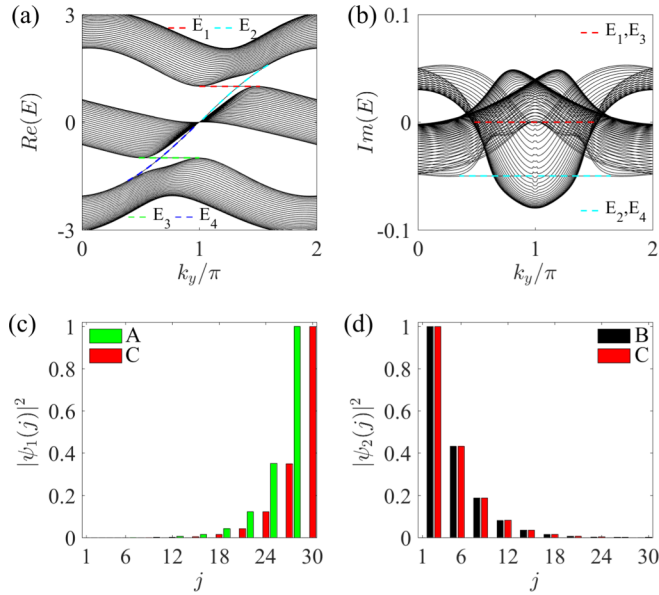 (a)
3
E₁
E₂
Re(E)
0
E₃
E₄
-3
0
1
2
k_y/π
(b)
0.1
E₁,E₃
Im(E)
0
E₂,E₄
-0.1
0
1
2
k_y/π
(c)
1
A
C
0.8
|ψ₁(j)|²
0.6
0.4
0.2
0
1
6
12
18
24
30
j
(d)
1
B
C
0.8
|ψ₂(j)|²
0.6
0.4
0.2
0
1
6
12
18
24
30
j